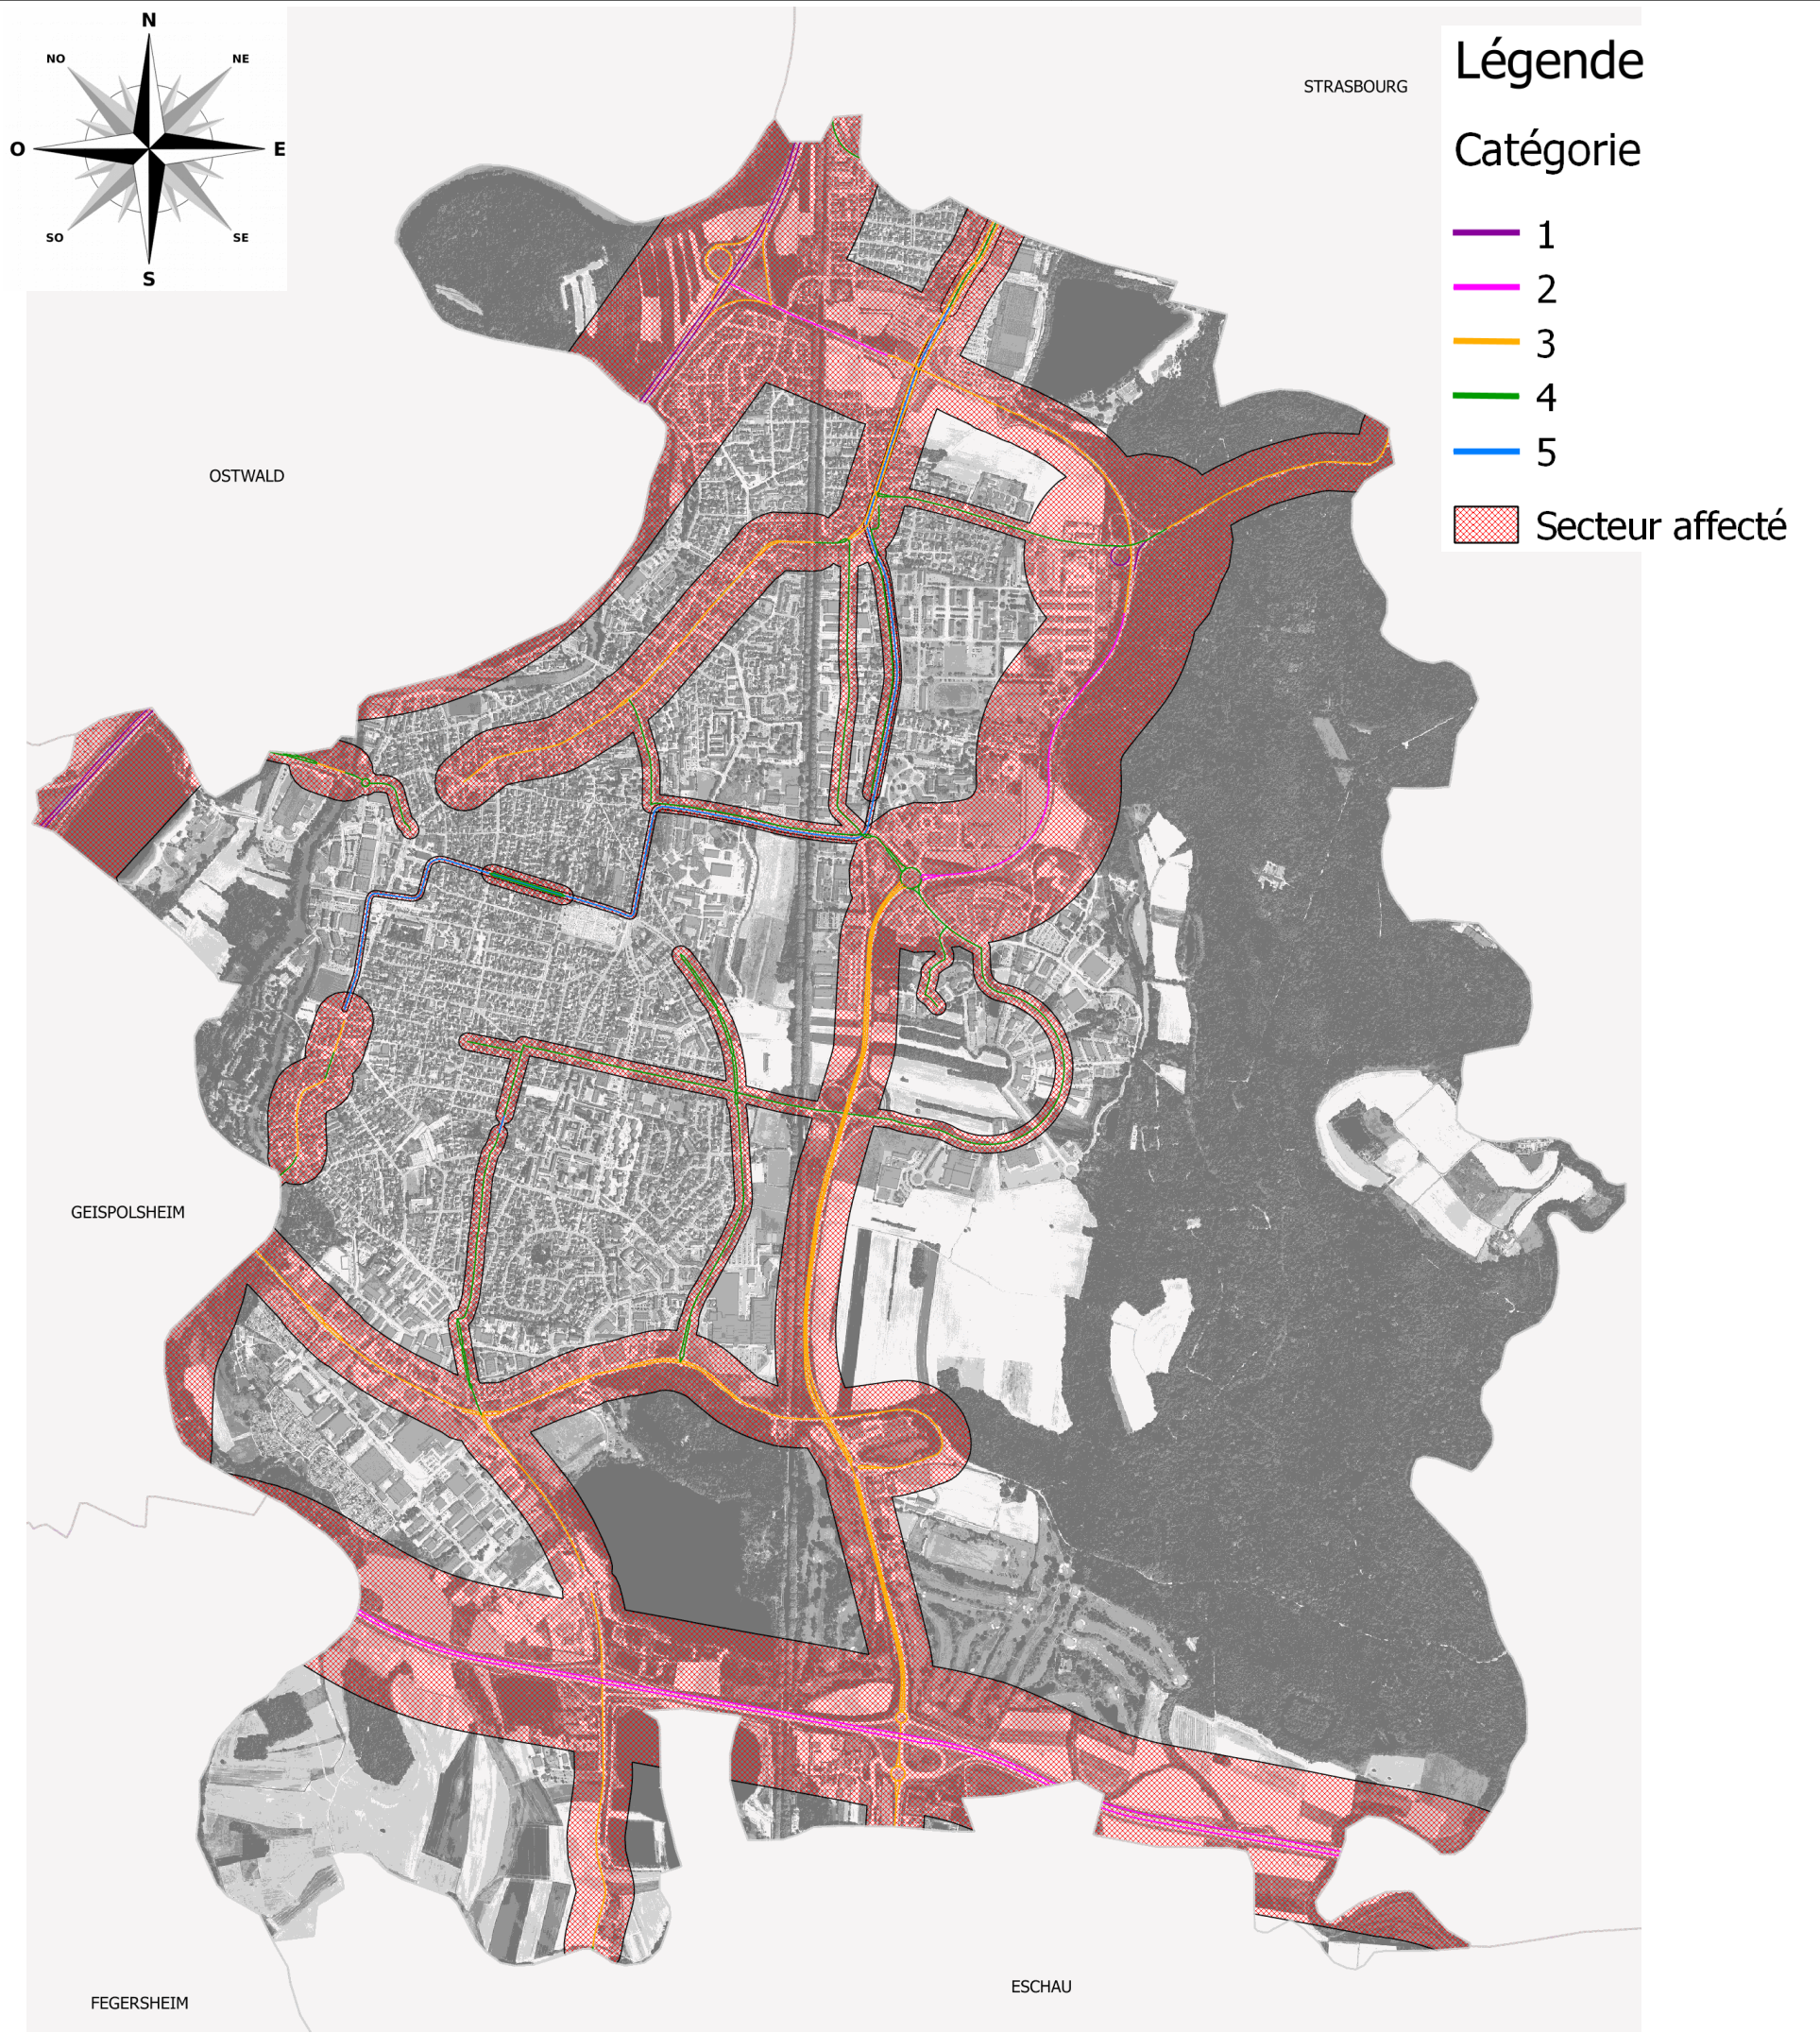 N
NO
NE
O
E
SO
SE
S
STRASBOURG
Légende
Catégorie
1
2
3
4
5
Secteur affecté
OSTWALD
GEISPOLSHEIM
ESCHAU
FEGERSHEIM